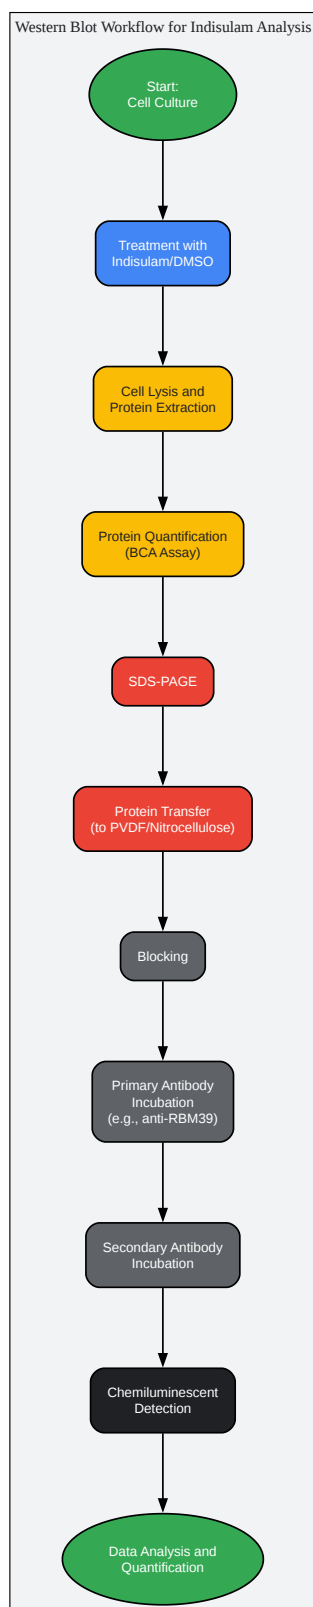 Western Blot Workflow for Indisulam Analysis
Start:
Cell Culture
Treatment with
Indisulam/DMSO
Cell Lysis and
Protein Extraction
Protein Quantification
(BCA Assay)
SDS-PAGE
Protein Transfer
(to PVDF/Nitrocellulose)
Blocking
Primary Antibody
Incubation
(e.g., anti-RBM39)
Secondary Antibody
Incubation
Chemiluminescent
Detection
Data Analysis and
Quantification